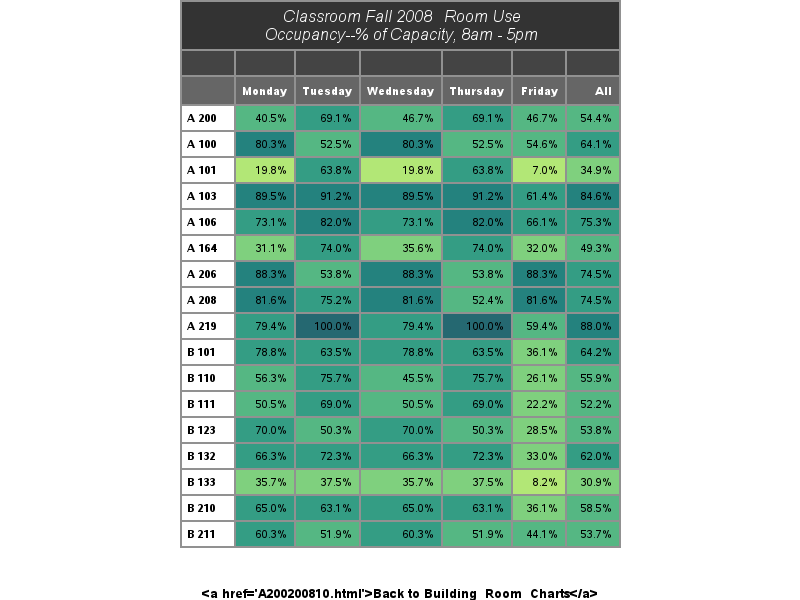 Classroom Fall 2008 Room Use
Occupancy--% of Capacity, 8am - 5pm
Monday Tuesday Wednesday Thursday Friday All
A 200 40.5% 69.1% 46.7% 69.1% 46.7% 54.4%
A 100 80.3% 52.5% 80.3% 52.5% 54.6% 64.1%
A 101 19.8% 63.8% 19.8% 63.8% 7.0% 34.9%
A 103 89.5% 91.2% 89.5% 91.2% 61.4% 84.6%
A 106 73.1% 82.0% 73.1% 82.0% 66.1% 75.3%
A 164 31.1% 74.0% 35.6% 74.0% 32.0% 49.3%
A 206 88.3% 53.8% 88.3% 53.8% 88.3% 74.5%
A 208 81.6% 75.2% 81.6% 52.4% 81.6% 74.5%
A 219 79.4% 100.0% 79.4% 100.0% 59.4% 88.0%
B 101 78.8% 63.5% 78.8% 63.5% 36.1% 64.2%
B 110 56.3% 75.7% 45.5% 75.7% 26.1% 55.9%
B 111 50.5% 69.0% 50.5% 69.0% 22.2% 52.2%
B 123 70.0% 50.3% 70.0% 50.3% 28.5% 53.8%
B 132 66.3% 72.3% 66.3% 72.3% 33.0% 62.0%
B 133 35.7% 37.5% 35.7% 37.5% 8.2% 30.9%
B 210 65.0% 63.1% 65.0% 63.1% 36.1% 58.5%
B 211 60.3% 51.9% 60.3% 51.9% 44.1% 53.7%
<a href='A200200810.html'>Back to Building Room Charts</a>